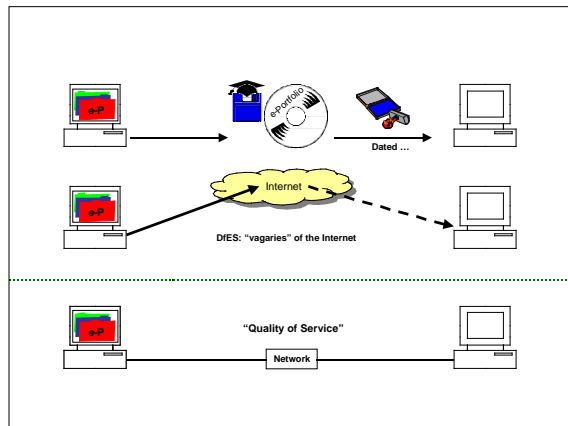 e-P
e-Portfolio
Dated ...
e-P
Internet
DfES: “vagaries” of the Internet
e-P
“Quality of Service”
Network